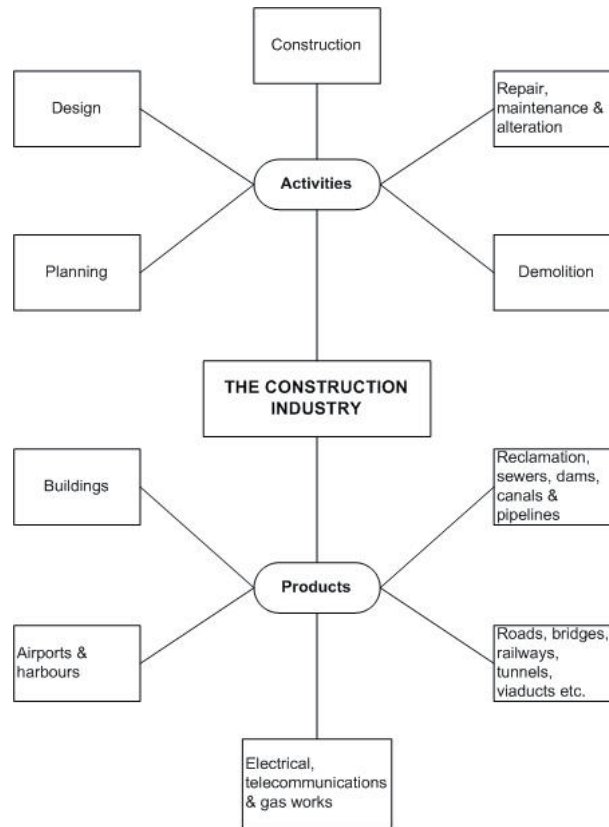 Construction
Design
Repair,
maintenance &
alteration
Activities
Planning
Demolition
THE CONSTRUCTION
INDUSTRY
Buildings
Reclamation,
sewers, dams,
canals &
pipelines
Products
Airports &
harbours
Roads, bridges,
railways,
tunnels,
viaducts etc.
Electrical,
telecommunications
& gas works